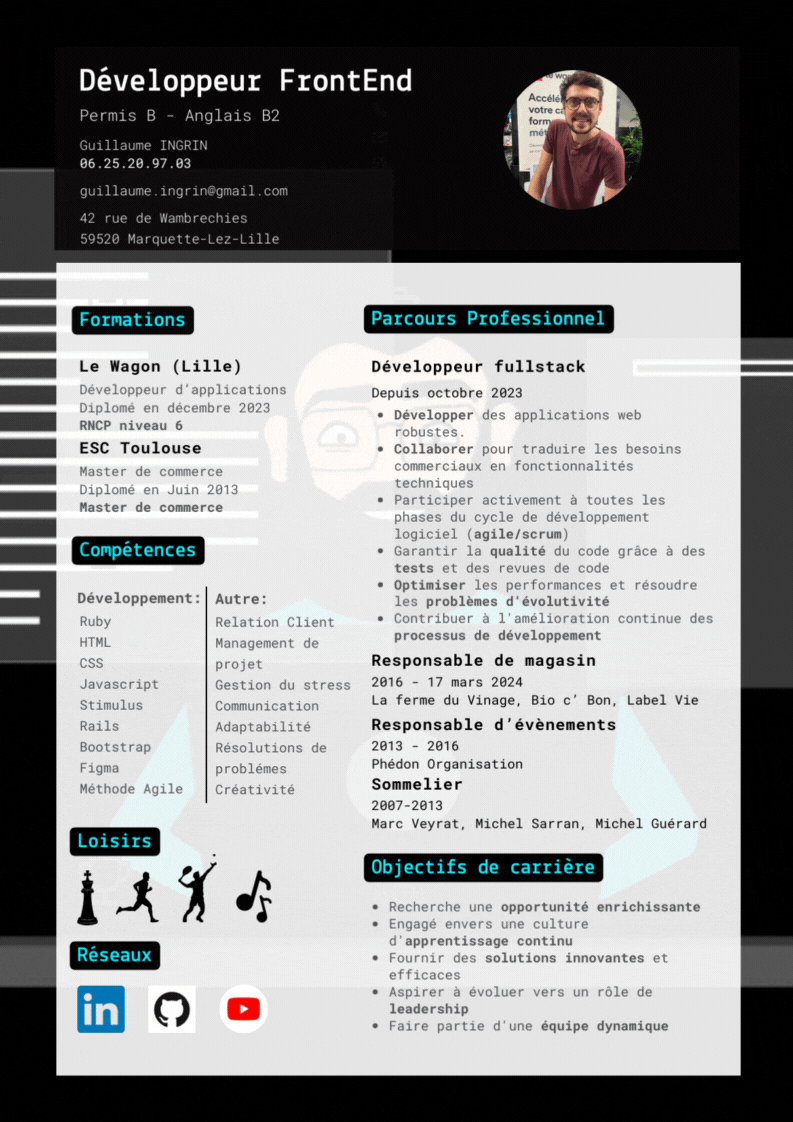 Développeur FrontEnd
Permis B - Anglais B2
Guillaume INGRIN
06.25.20.97.03
guillaume.ingrin@gmail.com
42 rue de Wambrechies
59520 Marquette-Lez-Lille
Formations
Le Wagon (Lille)
Développeur d'applications
Diplomé en décembre 2023
RNCP niveau 6
ESC Toulouse
Master de commerce
Diplomé en Juin 2013
Master de commerce
Compétences
Développement:
Ruby
HTML
CSS
Javascript
Stimulus
Rails
Bootstrap
Figma
Méthode Agile
Autre:
Relation Client
Management de
projet
Gestion du stress
Communication
Adaptabilité
Résolutions de
problémes
Créativité
Loisirs
Réseaux
in
Parcours Professionnel
Développeur fullstack
Depuis octobre 2023
• Développer des applications web
robustes.
• Collaborer pour traduire les besoins
commerciaux en fonctionnalités
techniques
• Participer activement à toutes les
phases du cycle de développement
logiciel (agile/scrum)
• Garantir la qualité du code grâce à des
tests et des revues de code
• Optimiser les performances et résoudre
les problèmes d'évolutivité
• Contribuer à l'amélioration continue des
processus de développement
Responsable de magasin
2016 - 17 mars 2024
La ferme du Vinage, Bio c’ Bon, Label Vie
Responsable d’évènements
2013 - 2016
Phédon Organisation
Sommelier
2007-2013
Marc Veyrat, Michel Sarran, Michel Guérard
Objectifs de carrière
• Recherche une opportunité enrichissante
• Engagé envers une culture
d'apprentissage continu
• Fournir des solutions innovantes et
efficaces
• Aspirer à évoluer vers un rôle de
leadership
• Faire partie d'une équipe dynamique